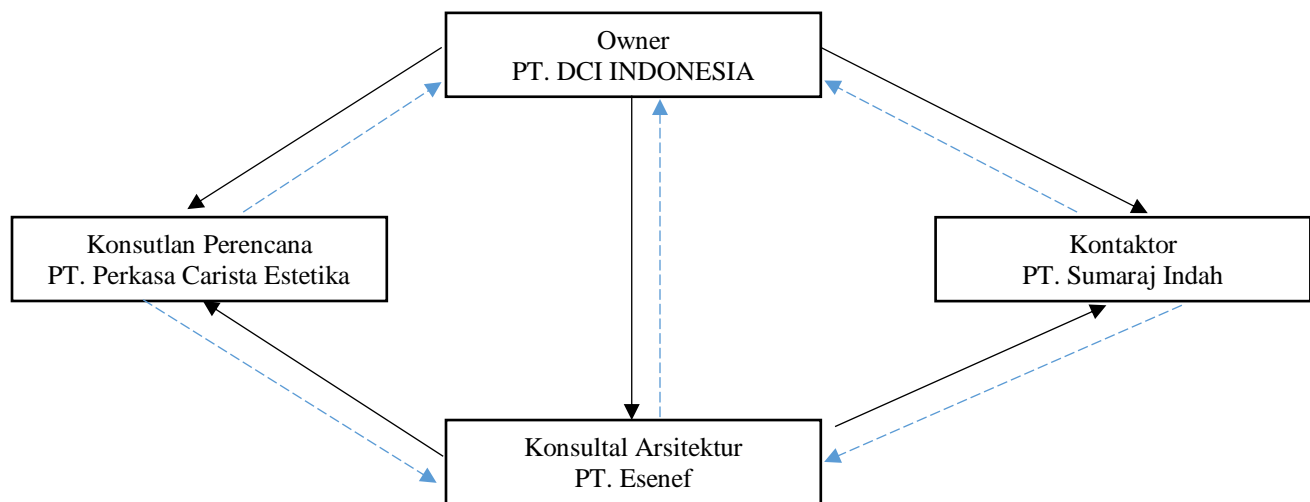 Owner
PT. DCI INDONESIA
Konsutlan Perencana
PT. Perkasa Carista Estetika
Kontaktor
PT. Sumaraj Indah
Konsultal Arsitektur
PT. Esenef